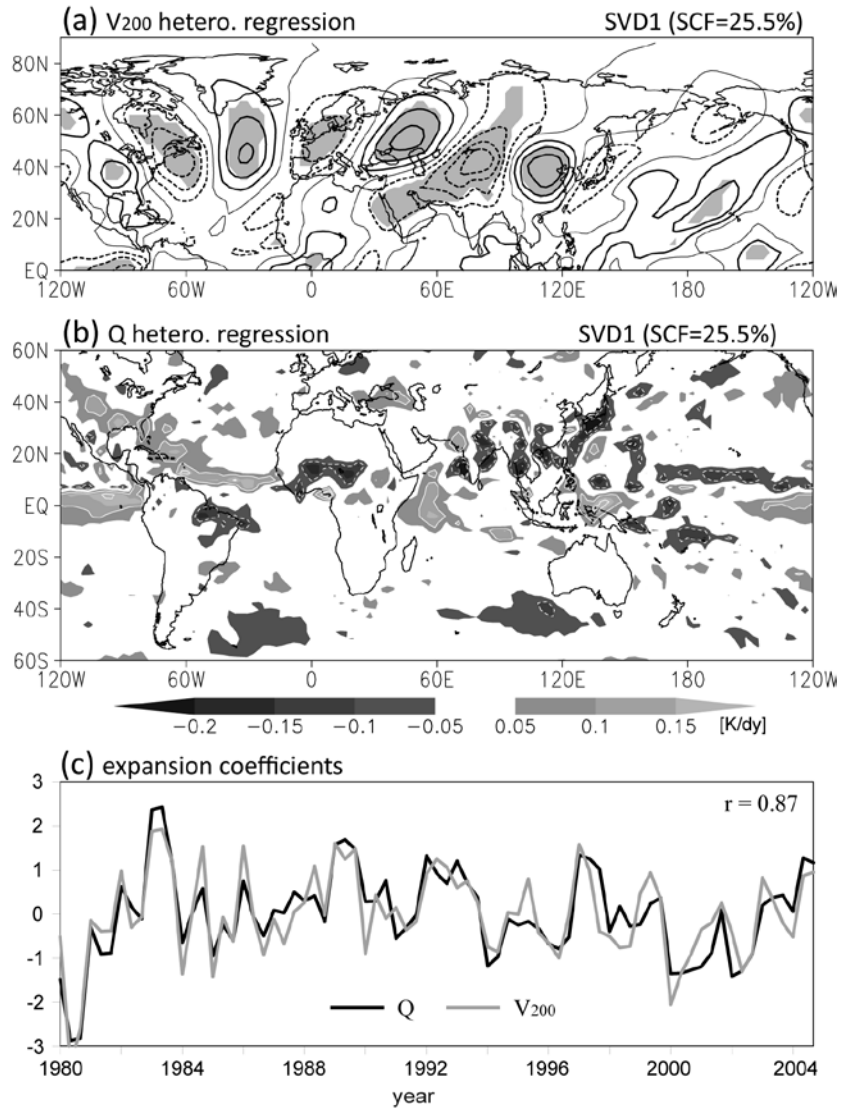 (a) V200 hetero. regression SVD1 (SCF=25.5%)
80N
60N
40N
20N
EQ
120W 60W 0 60E 120E 180 120W
(b) Q hetero. regression SVD1 (SCF=25.5%)
60N
40N
20N
EQ
20S
40S
60S
120W 60W 0 60E 120E 180 120W
−0.2 −0.15 −0.1 −0.05 0.05 0.1 0.15 [K/dy]
(c) expansion coefficients
r = 0.87
3
2
1
0
-1
-2
-3
Q V200
1980 1984 1988 1992 1996 2000 2004
year